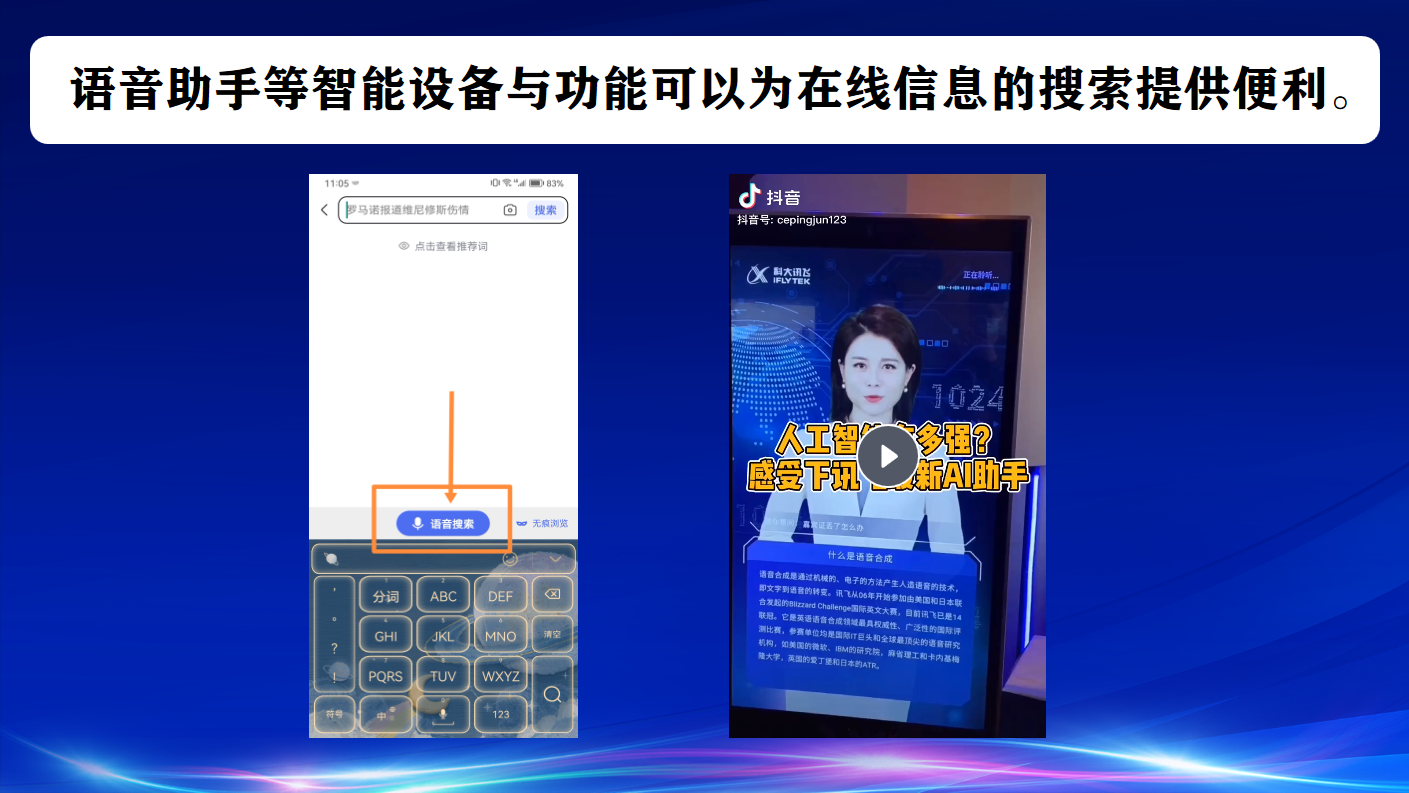 语音助手等智能设备与功能可以为在线信息的搜索提供便利。
11:05
83%
罗马诺报道维尼修斯伤情
搜索
点击查看推荐词
语音搜索
无痕浏览
分词
ABC
DEF
GHI
JKL
MNO
清空
PQRS
TUV
WXYZ
符号
中
123
抖音
抖音号: cepingjun123
科大讯飞
iFLYTEK
正在聆听...
1024
人工智 多强?
感受下讯 最新AI助手
证丢了怎么办
什么是语音合成
语音合成是通过机械的、电子的方法产生人造语音的技术,
即文字到语音的转变。讯飞从06年开始参加由美国和日本联
合发起的Blizzard Challenge国际英文大赛,目前讯飞已是14
联冠。它是英语语音合成领域最具权威性、广泛性的国际评
测比赛,参赛单位均是国际IT巨头和全球最顶尖的语音研究
机构,如美国的微软、IBM的研究院,麻省理工和卡内基梅
隆大学,英国的爱丁堡和日本的ATR。